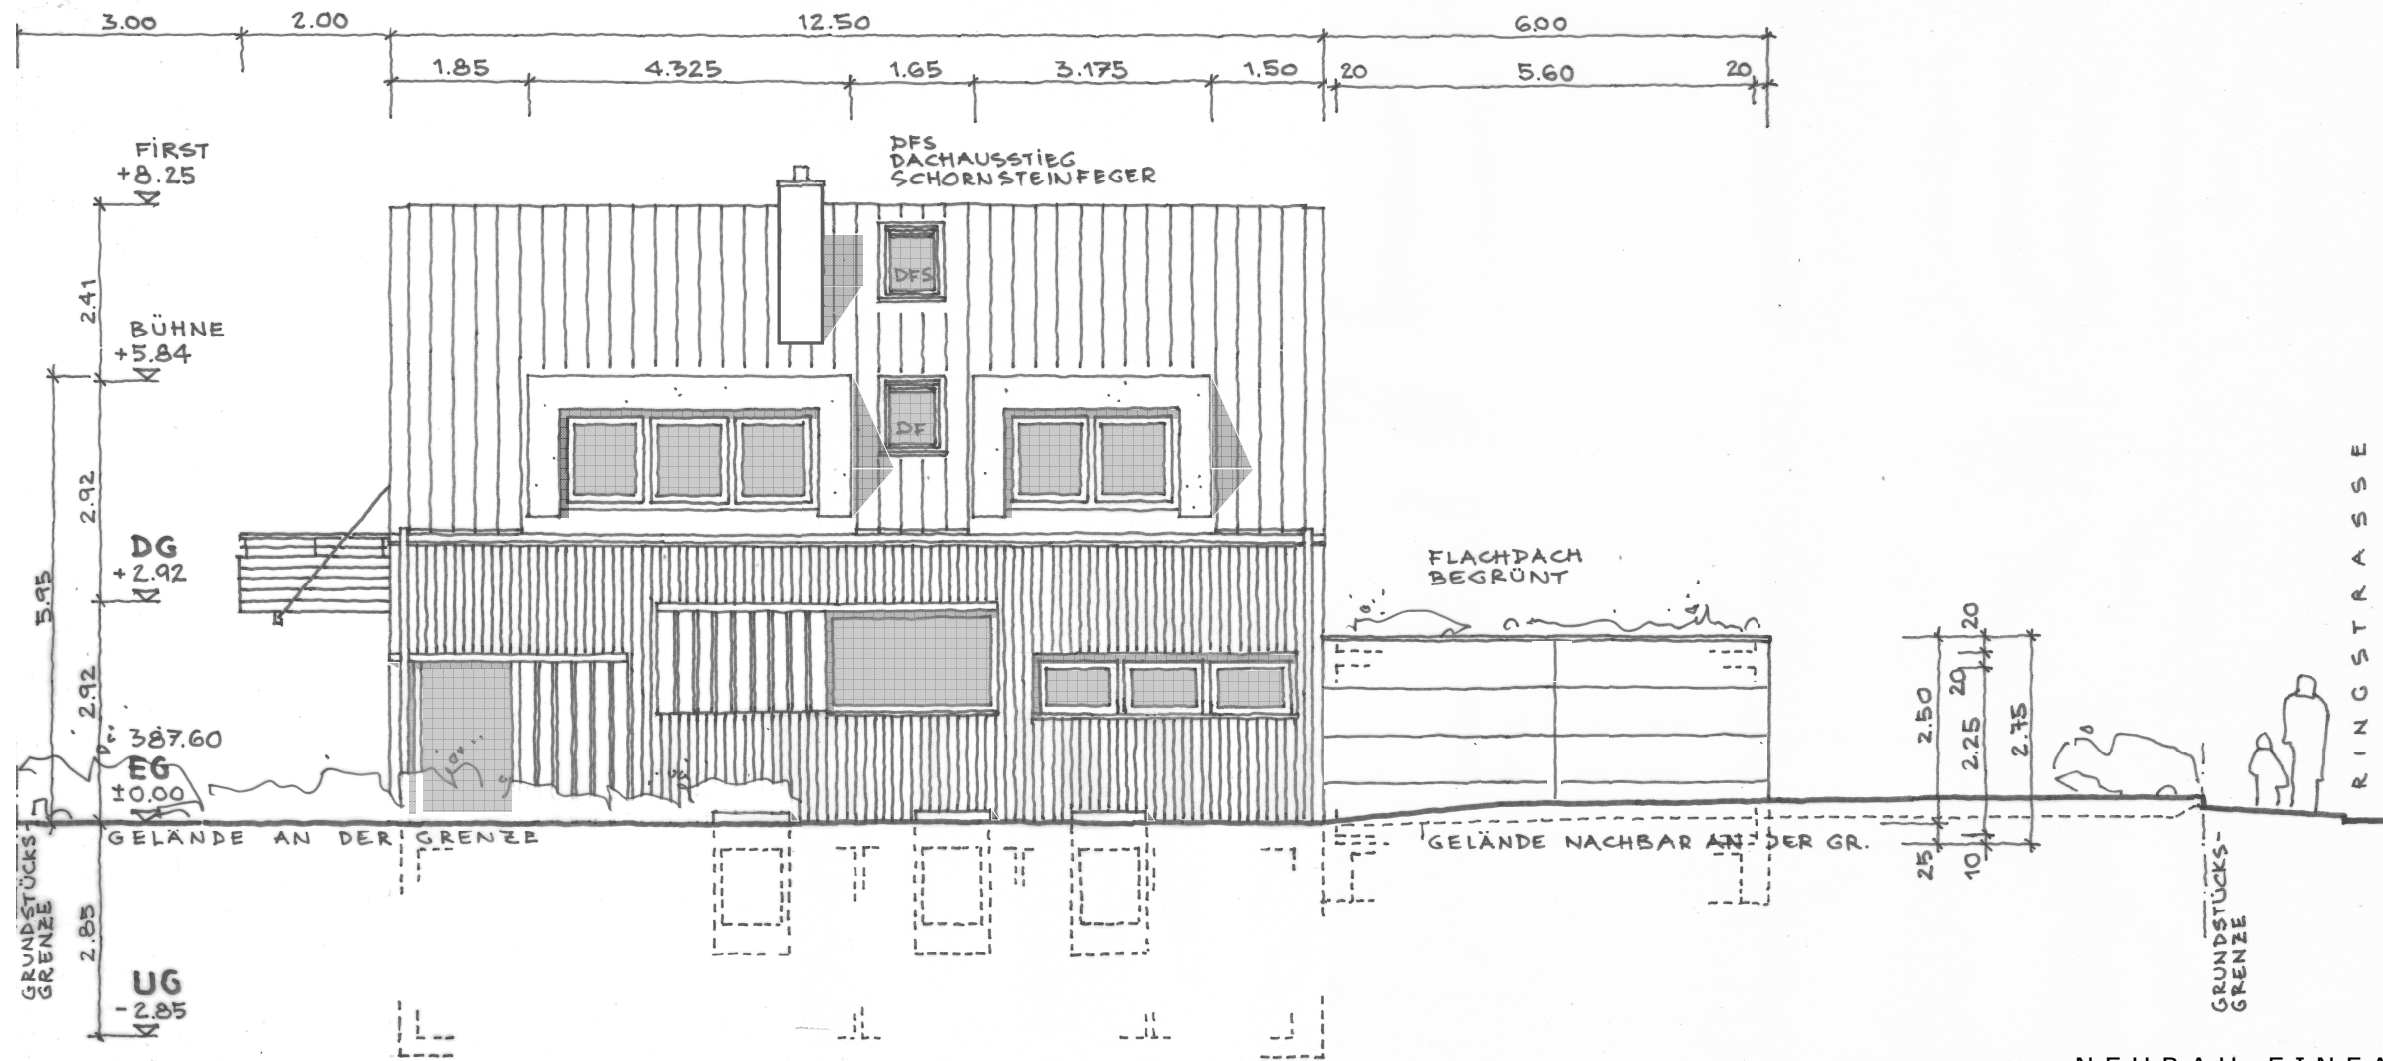 3.00
2.00
12.50
6.00
1.85
4.325
1.65
3.175
1.50
20
5.60
20
FIRST
+8.25
DFS
DACHAUSSTIEG
SCHORNSTEINFEGER
DFS
2.41
BÜHNE
+5.84
DF
2.92
DG
+2.92
5.95
2.92
FLACHDACH
BEGRÜNT
387.60
EG
±0.00
GELÄNDE AN DER GRENZE
GELÄNDE NACHBAR AN DER GR.
20
20
2.50
2.25
2.75
25
10
RINGSTRASSE
GRUNDSTÜCKS-
GRENZE
2.85
UG
-2.85
GRUNDSTÜCKS-
GRENZE